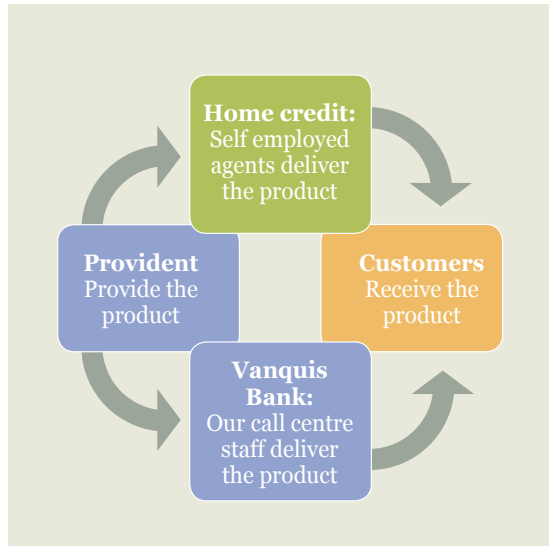 Home credit:
Self employed
agents deliver
the product
Provident
Provide the
product
Customers
Receive the
product
Vanquis
Bank:
Our call centre
staff deliver
the product